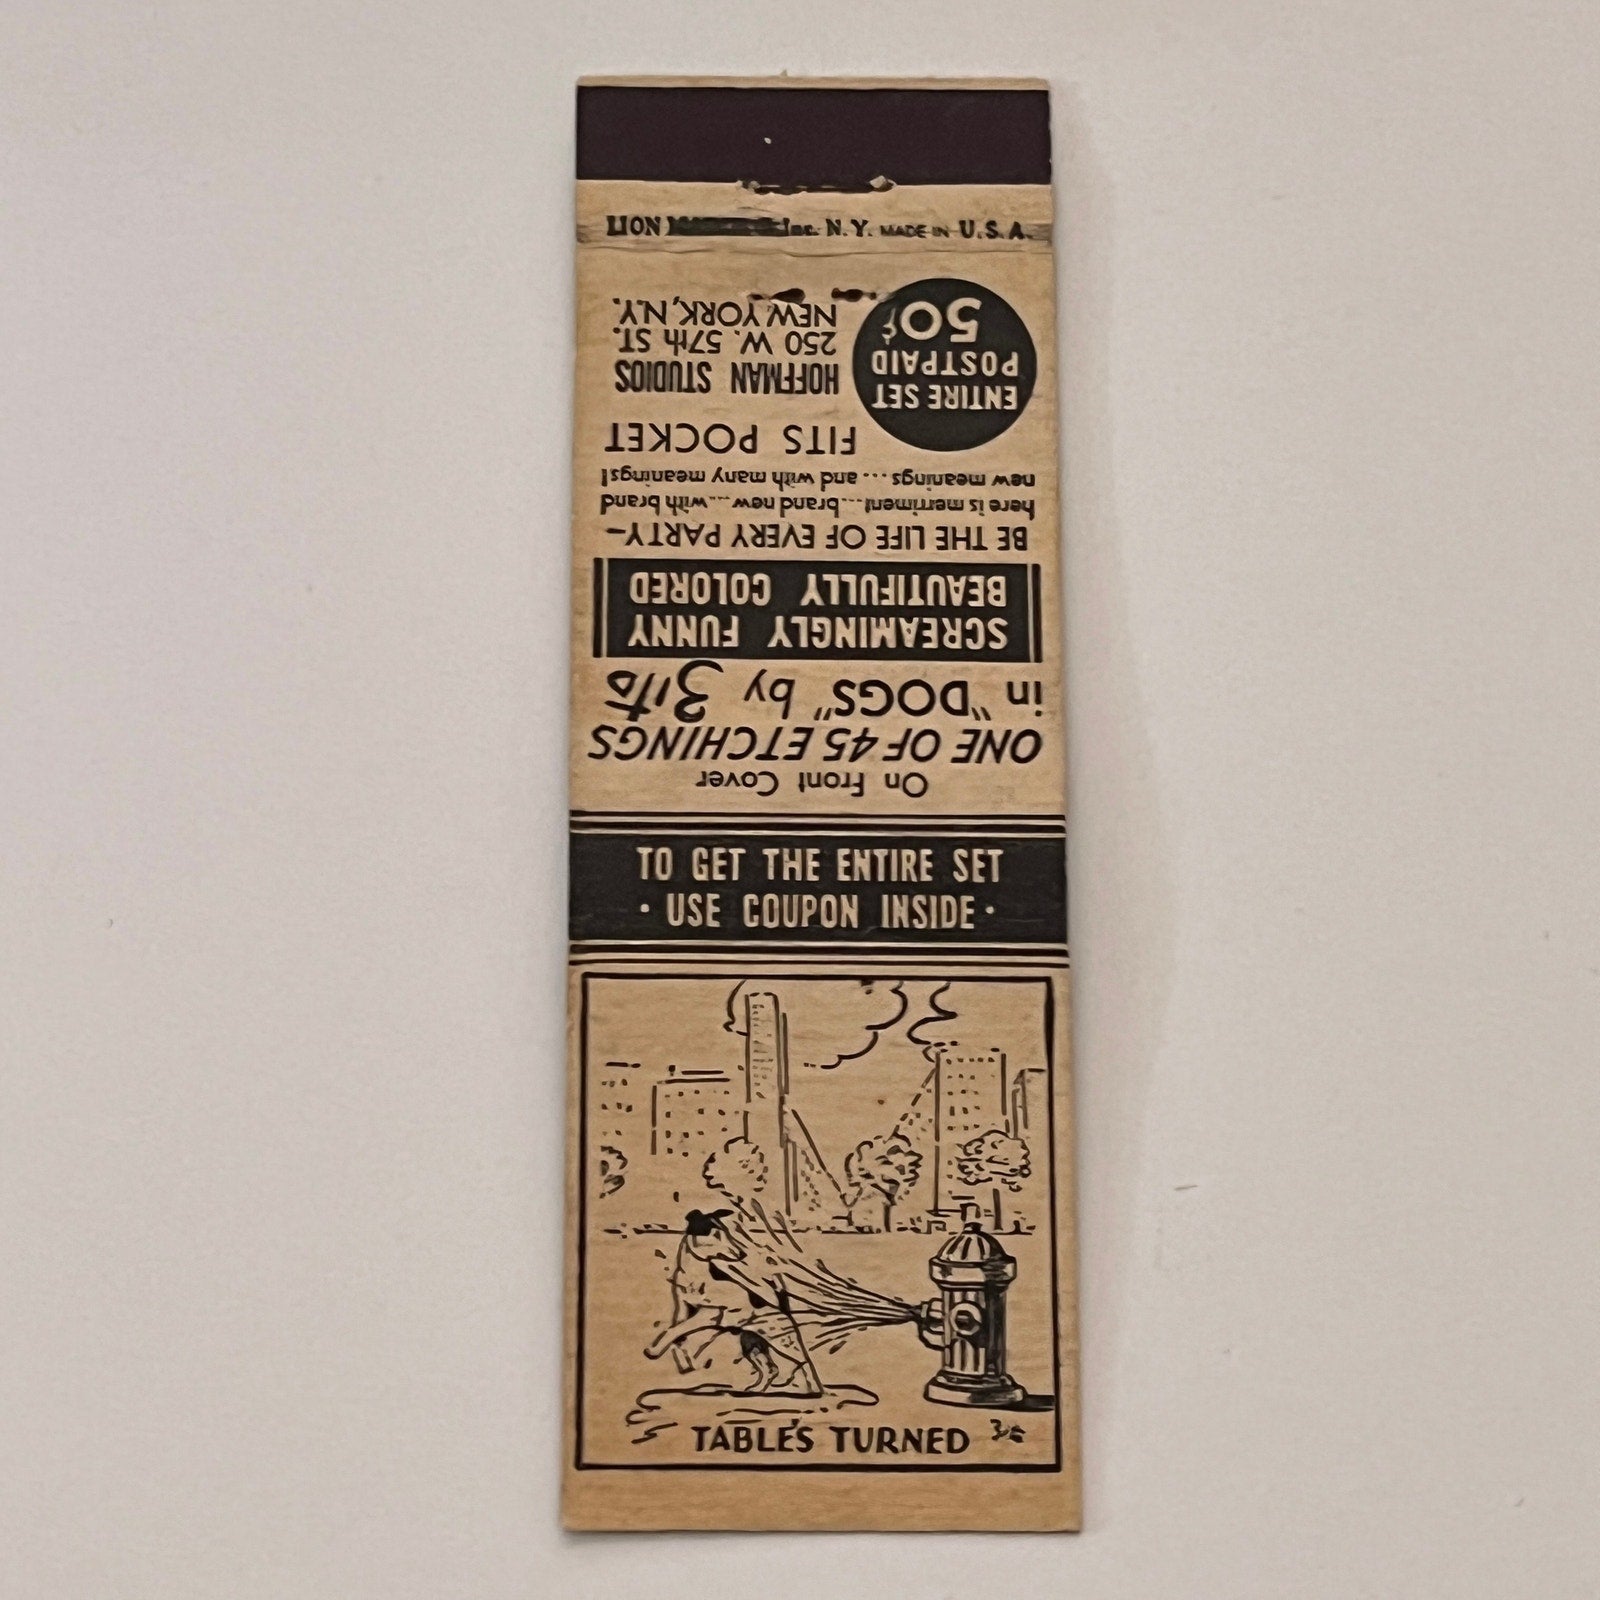 LION Inc. N.Y. MADE IN U.S.A.
On Front Cover
ONE OF 45 ETCHINGS
in "DOGS" by Zito
SCREAMINGLY FUNNY
BEAUTIFULLY COLORED
BE THE LIFE OF EVERY PARTY—
here is merriment...brand new...with brand
new meanings...and with many meanings!
FITS POCKET
HOFFMAN STUDIOS
250 W. 57th ST.
NEW YORK, N.Y.
ENTIRE SET
POSTPAID
50¢
TO GET THE ENTIRE SET
· USE COUPON INSIDE ·
TABLES TURNED